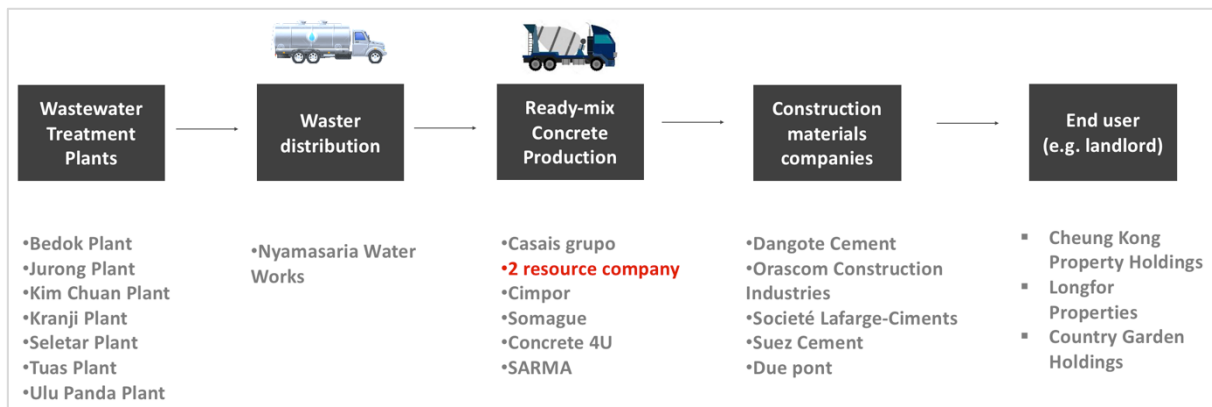 Wastewater
Treatment
Plants
Waster
distribution
Ready-mix
Concrete
Production
Construction
materials
companies
End user
(e.g. landlord)
•Bedok Plant
•Jurong Plant
•Kim Chuan Plant
•Kranji Plant
•Seletar Plant
•Tuas Plant
•Ulu Panda Plant
•Nyamasaria Water
Works
•Casais grupo
•2 resource company
•Cimpor
•Somague
•Concrete 4U
•SARMA
•Dangote Cement
•Orascom Construction
Industries
•Societé Lafarge-Ciments
•Suez Cement
•Due pont
▪ Cheung Kong
Property Holdings
▪ Longfor
Properties
▪ Country Garden
Holdings